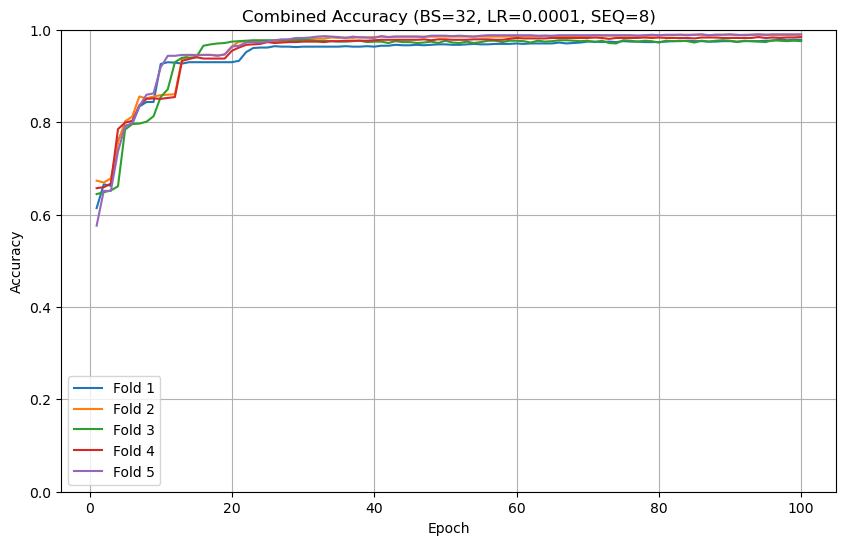 Combined Accuracy (BS=32, LR=0.0001, SEQ=8)
1.0
0.8
0.6
0.4
0.2
0.0
Accuracy
Fold 1
Fold 2
Fold 3
Fold 4
Fold 5
0 20 40 60 80 100
Epoch